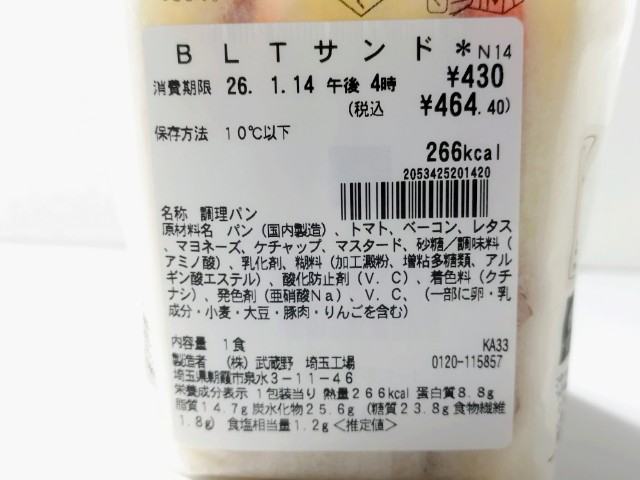 BLTサンド＊ N14
消費期限 26. 1.14 午後 4時 ¥430
(税込 ¥464.40)
保存方法 10℃以下
266kcal
2053425201420
名称 調理パン
原材料名 パン（国内製造）、トマト、ベーコン、レタス
、マヨネーズ、ケチャップ、マスタード、砂糖／調味料（
アミノ酸）、乳化剤、糊料（加工澱粉、増粘多糖類、アル
ギン酸エステル）、酸化防止剤（V．C）、着色料（クチ
ナシ）、発色剤（亜硝酸Na）、V．C、（一部に卵・乳
成分・小麦・大豆・豚肉・りんごを含む）
内容量 1食 KA33
製造者 （株）武蔵野 埼玉工場 0120-115857
埼玉県朝霞市泉水3－11－46
栄養成分表示 1包装当り 熱量266kcal 蛋白質8.8g
脂質14.7g 炭水化物25.6g （糖質23.8g 食物繊維
1.8g） 食塩相当量1.2g＜推定値＞